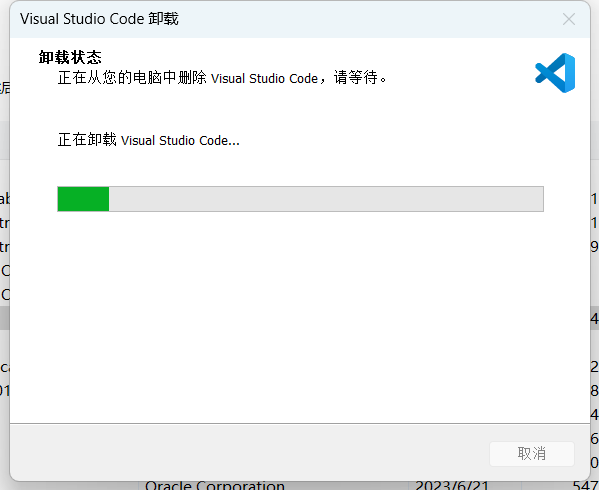 Visual Studio Code 卸载
卸载状态
正在从您的电脑中删除 Visual Studio Code，请等待。
正在卸载 Visual Studio Code...
取消
Oracle Corporation 2023/6/21 547